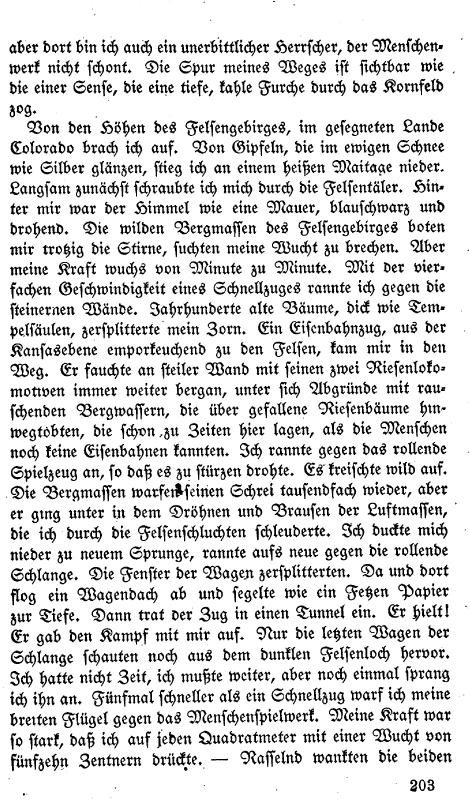 aber dort bin ich auch ein unerbittlicher Herrscher, der Menschen-
werk nicht schont. Die Spur meines Weges ist sichtbar wie
die einer Sense, die eine tiefe, kahle Furche durch das Kornfeld
zog.
Von den Höhen des Felsengebirges, im gesegneten Lande
Colorado brach ich auf. Von Gipfeln, die im ewigen Schnee
wie Silber glänzen, stieg ich an einem heißen Maitage nieder.
Langsam zunächst schraubte ich mich durch die Felsentäler. Hin-
ter mir war der Himmel wie eine Mauer, blauschwarz und
drohend. Die wilden Bergmassen des Felsengebirges boten
mir trotzig die Stirne, suchten meine Wucht zu brechen. Aber
meine Kraft wuchs von Minute zu Minute. Mit der vier-
fachen Geschwindigkeit eines Schnellzuges rannte ich gegen die
steinernen Wände. Jahrhunderte alte Bäume, dick wie Tem-
pelsäulen, zersplitterte mein Zorn. Ein Eisenbahnzug, aus der
Kansasebene emporkeuchend zu den Felsen, kam mir in den
Weg. Er fauchte an steiler Wand mit seinen zwei Riesenloko-
motiven immer weiter bergan, unter sich Abgründe mit rau-
schenden Bergwassern, die über gefallene Riesenbäume hin-
wegtobten, die schon zu Zeiten hier lagen, als die Menschen
noch keine Eisenbahnen kannten. Ich rannte gegen das rollende
Spielzeug an, so daß es zu stürzen drohte. Es kreischte wild auf.
Die Bergmassen warfen seinen Schrei tausendfach wieder, aber
er ging unter in dem Dröhnen und Brausen der Luftmassen,
die ich durch die Felsenschluchten schleuderte. Ich duckte mich
nieder zu neuem Sprunge, rannte aufs neue gegen die rollende
Schlange. Die Fenster der Wagen zersplitterten. Da und dort
flog ein Wagendach ab und segelte wie ein Fetzen Papier
zur Tiefe. Dann trat der Zug in einen Tunnel ein. Er hielt!
Er gab den Kampf mit mir auf. Nur die letzten Wagen der
Schlange schauten noch aus dem dunklen Felsenloch hervor.
Ich hatte nicht Zeit, ich mußte weiter, aber noch einmal sprang
ich ihn an. Fünfmal schneller als ein Schnellzug warf ich meine
breiten Flügel gegen das Menschenspielwerk. Meine Kraft war
so stark, daß ich auf jeden Quadratmeter mit einer Wucht von
fünfzehn Zentnern drückte. — Rasselnd wankten die beiden
203